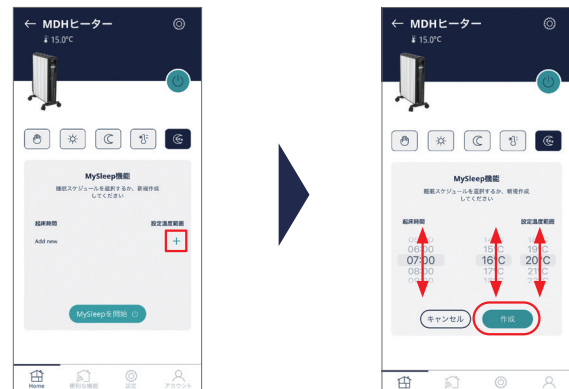 ← MDHヒーター
15.0°C
MySleep機能
睡眠スケジュールを選択するか、新規作成
してください
起床時間 設定温度範囲
Add new +
MySleepを開始
Home 便利な機能 設定 アカウント
← MDHヒーター
15.0°C
MySleep機能
睡眠スケジュールを選択するか、新規作成
してください
起床時間 設定温度範囲
06:00 15°C 19°C
07:00 16°C 20°C
08:00 17°C 21°C
キャンセル 作成